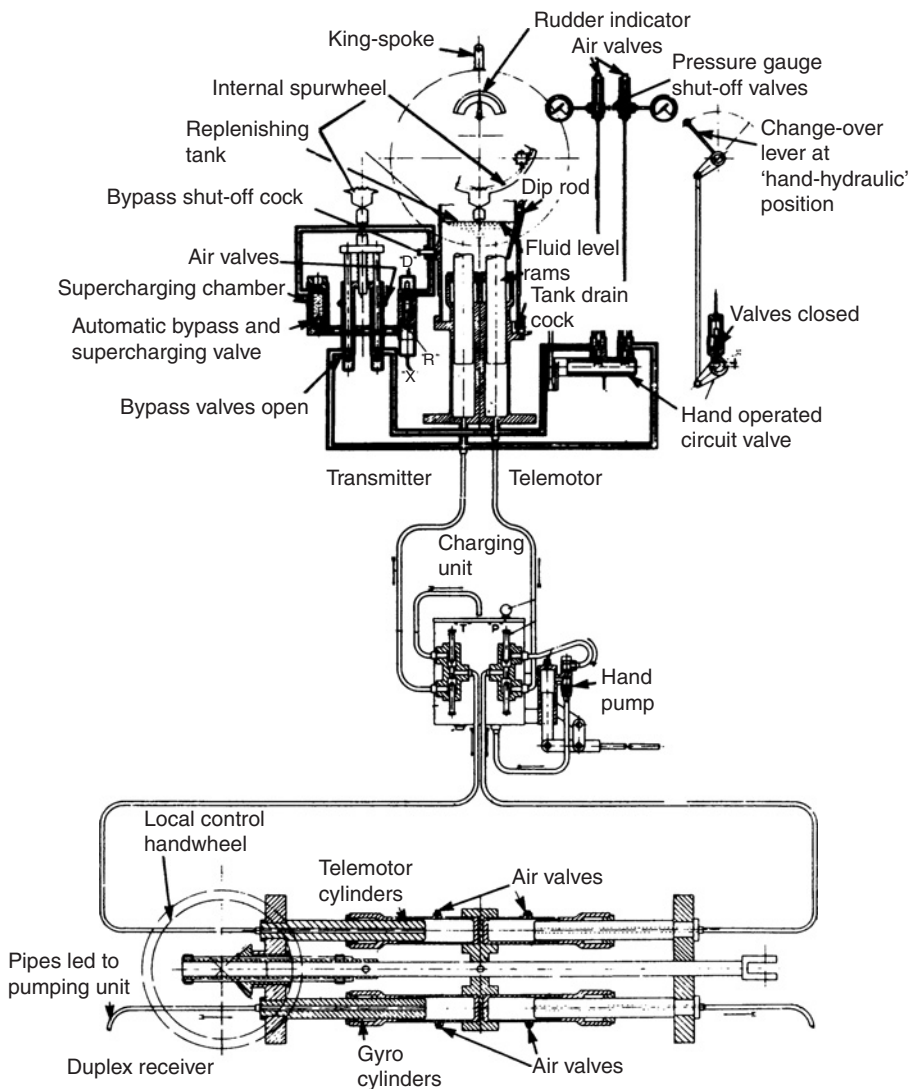 Rudder indicator
King-spoke
Air valves
Pressure gauge
shut-off valves
Internal spurwheel
Replenishing
tank
Change-over
lever at
'hand-hydraulic'
position
Bypass shut-off cock
Dip rod
"D"
Air valves
Fluid level
rams
Supercharging chamber
Tank drain
cock
Automatic bypass and
supercharging valve
Valves closed
"R"
X
Bypass valves open
Hand operated
circuit valve
Transmitter
Telemotor
Charging
unit
T
P
Hand
pump
Local control
handwheel
Telemotor
cylinders
Air valves
Pipes led to
pumping unit
Duplex receiver
Gyro
cylinders
Air valves